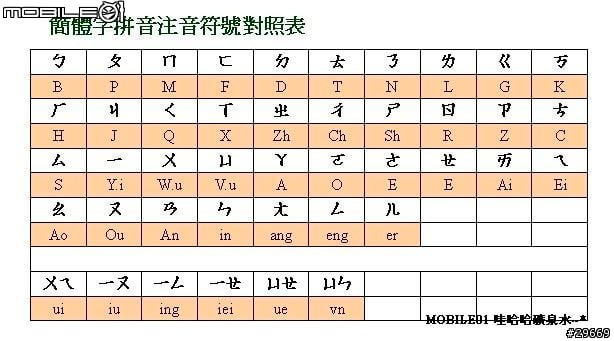 mobile01
簡體字拼音注音符號對照表
ㄅ ㄆ ㄇ ㄈ ㄉ ㄊ ㄋ ㄌ ㄍ ㄎ
B P M F D T N L G K
ㄏ ㄐ ㄑ ㄒ ㄓ ㄔ ㄕ ㄖ ㄗ ㄘ
H J Q X Zh Ch Sh R Z C
ㄙ ㄧ ㄨ ㄩ ㄚ ㄛ ㄜ ㄝ ㄞ ㄟ
S Y.i W.u V.u A O E E Ai Ei
ㄠ ㄡ ㄢ ㄣ ㄤ ㄥ ㄦ
Ao Ou An in ang eng er
ㄨㄟ ㄧㄡ ㄧㄥ ㄧㄝ ㄩㄝ ㄩㄣ
ui iu ing iei ue vn
MOBILE01 哇哈哈礦泉水--*
#29669